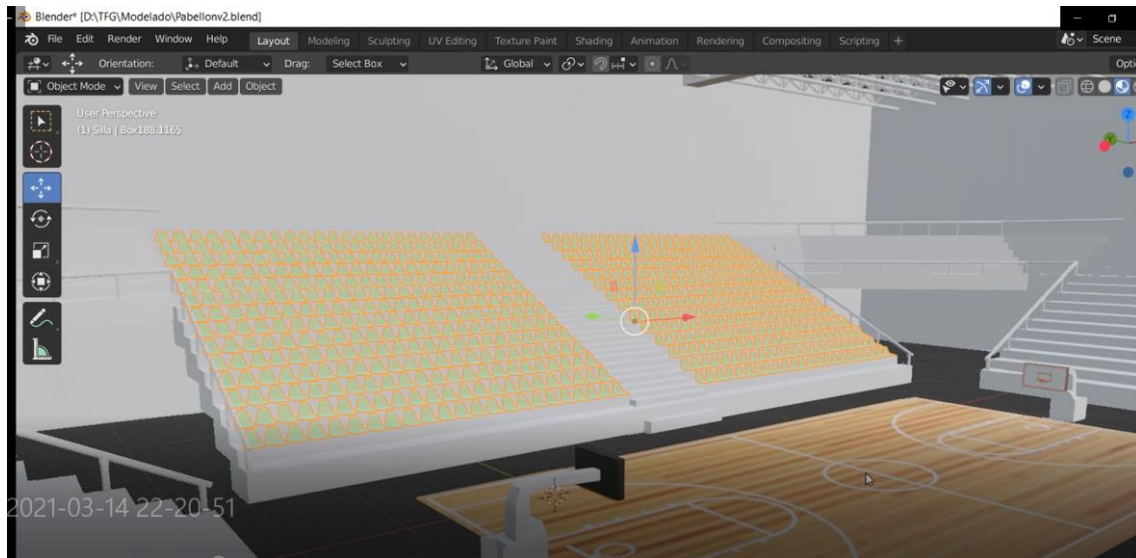 Blender* [D:\TFG\Modelado\Pabellonv2.blend]
File Edit Render Window Help Layout Modeling Sculpting UV Editing Texture Paint Shading Animation Rendering Compositing Scripting + Scene
Orientation: Default Drag: Select Box Global Opti
Object Mode View Select Add Object
User Perspective
(1) Silla | Box188.1165
Z
Y
2021-03-14 22-20-51